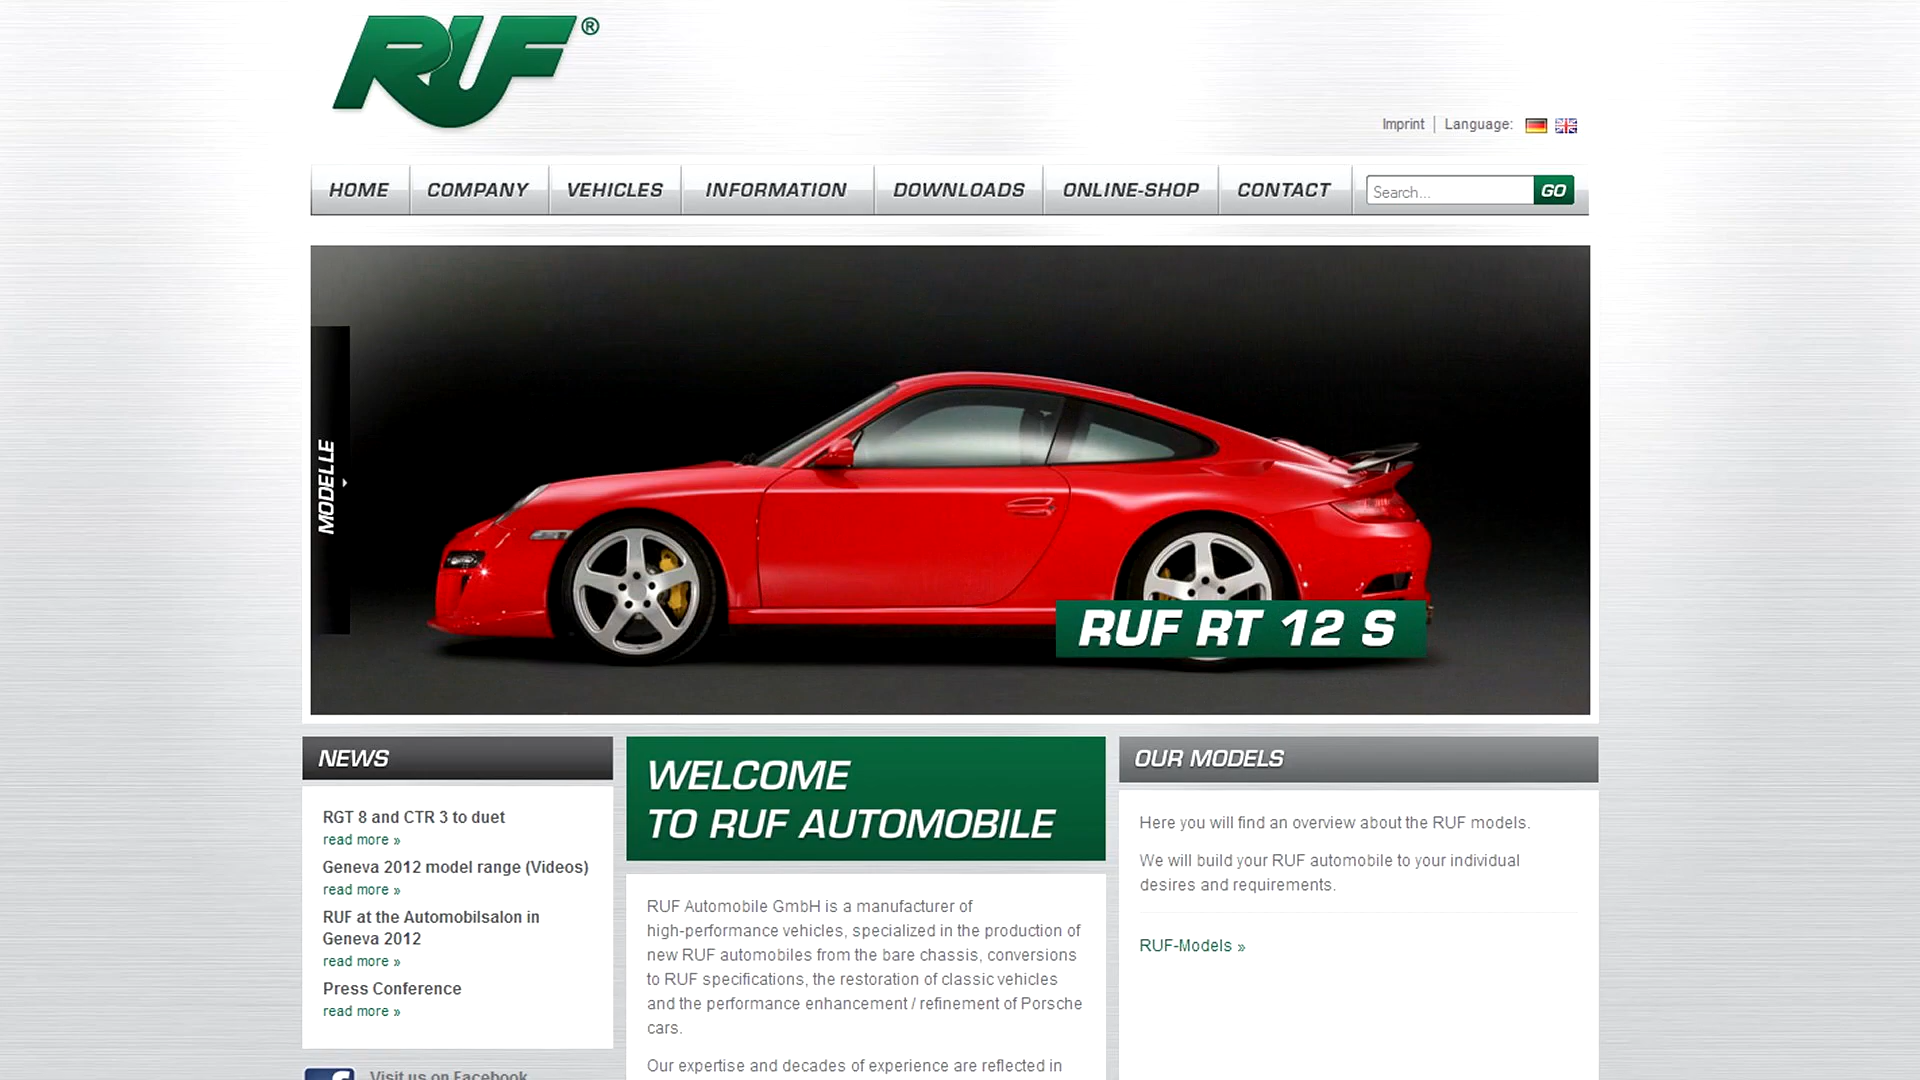 RUF®
Imprint | Language:
HOME COMPANY VEHICLES INFORMATION DOWNLOADS ONLINE-SHOP CONTACT Search... GO
MODELLE
RUF RT 12 S
NEWS
RGT 8 and CTR 3 to duet
read more »
Geneva 2012 model range (Videos)
read more »
RUF at the Automobilsalon in
Geneva 2012
read more »
Press Conference
read more »
Visit us on Facebook
WELCOME
TO RUF AUTOMOBILE
RUF Automobile GmbH is a manufacturer of
high-performance vehicles, specialized in the production of
new RUF automobiles from the bare chassis, conversions
to RUF specifications, the restoration of classic vehicles
and the performance enhancement / refinement of Porsche
cars.
Our expertise and decades of experience are reflected in
OUR MODELS
Here you will find an overview about the RUF models.
We will build your RUF automobile to your individual
desires and requirements.
RUF-Models »